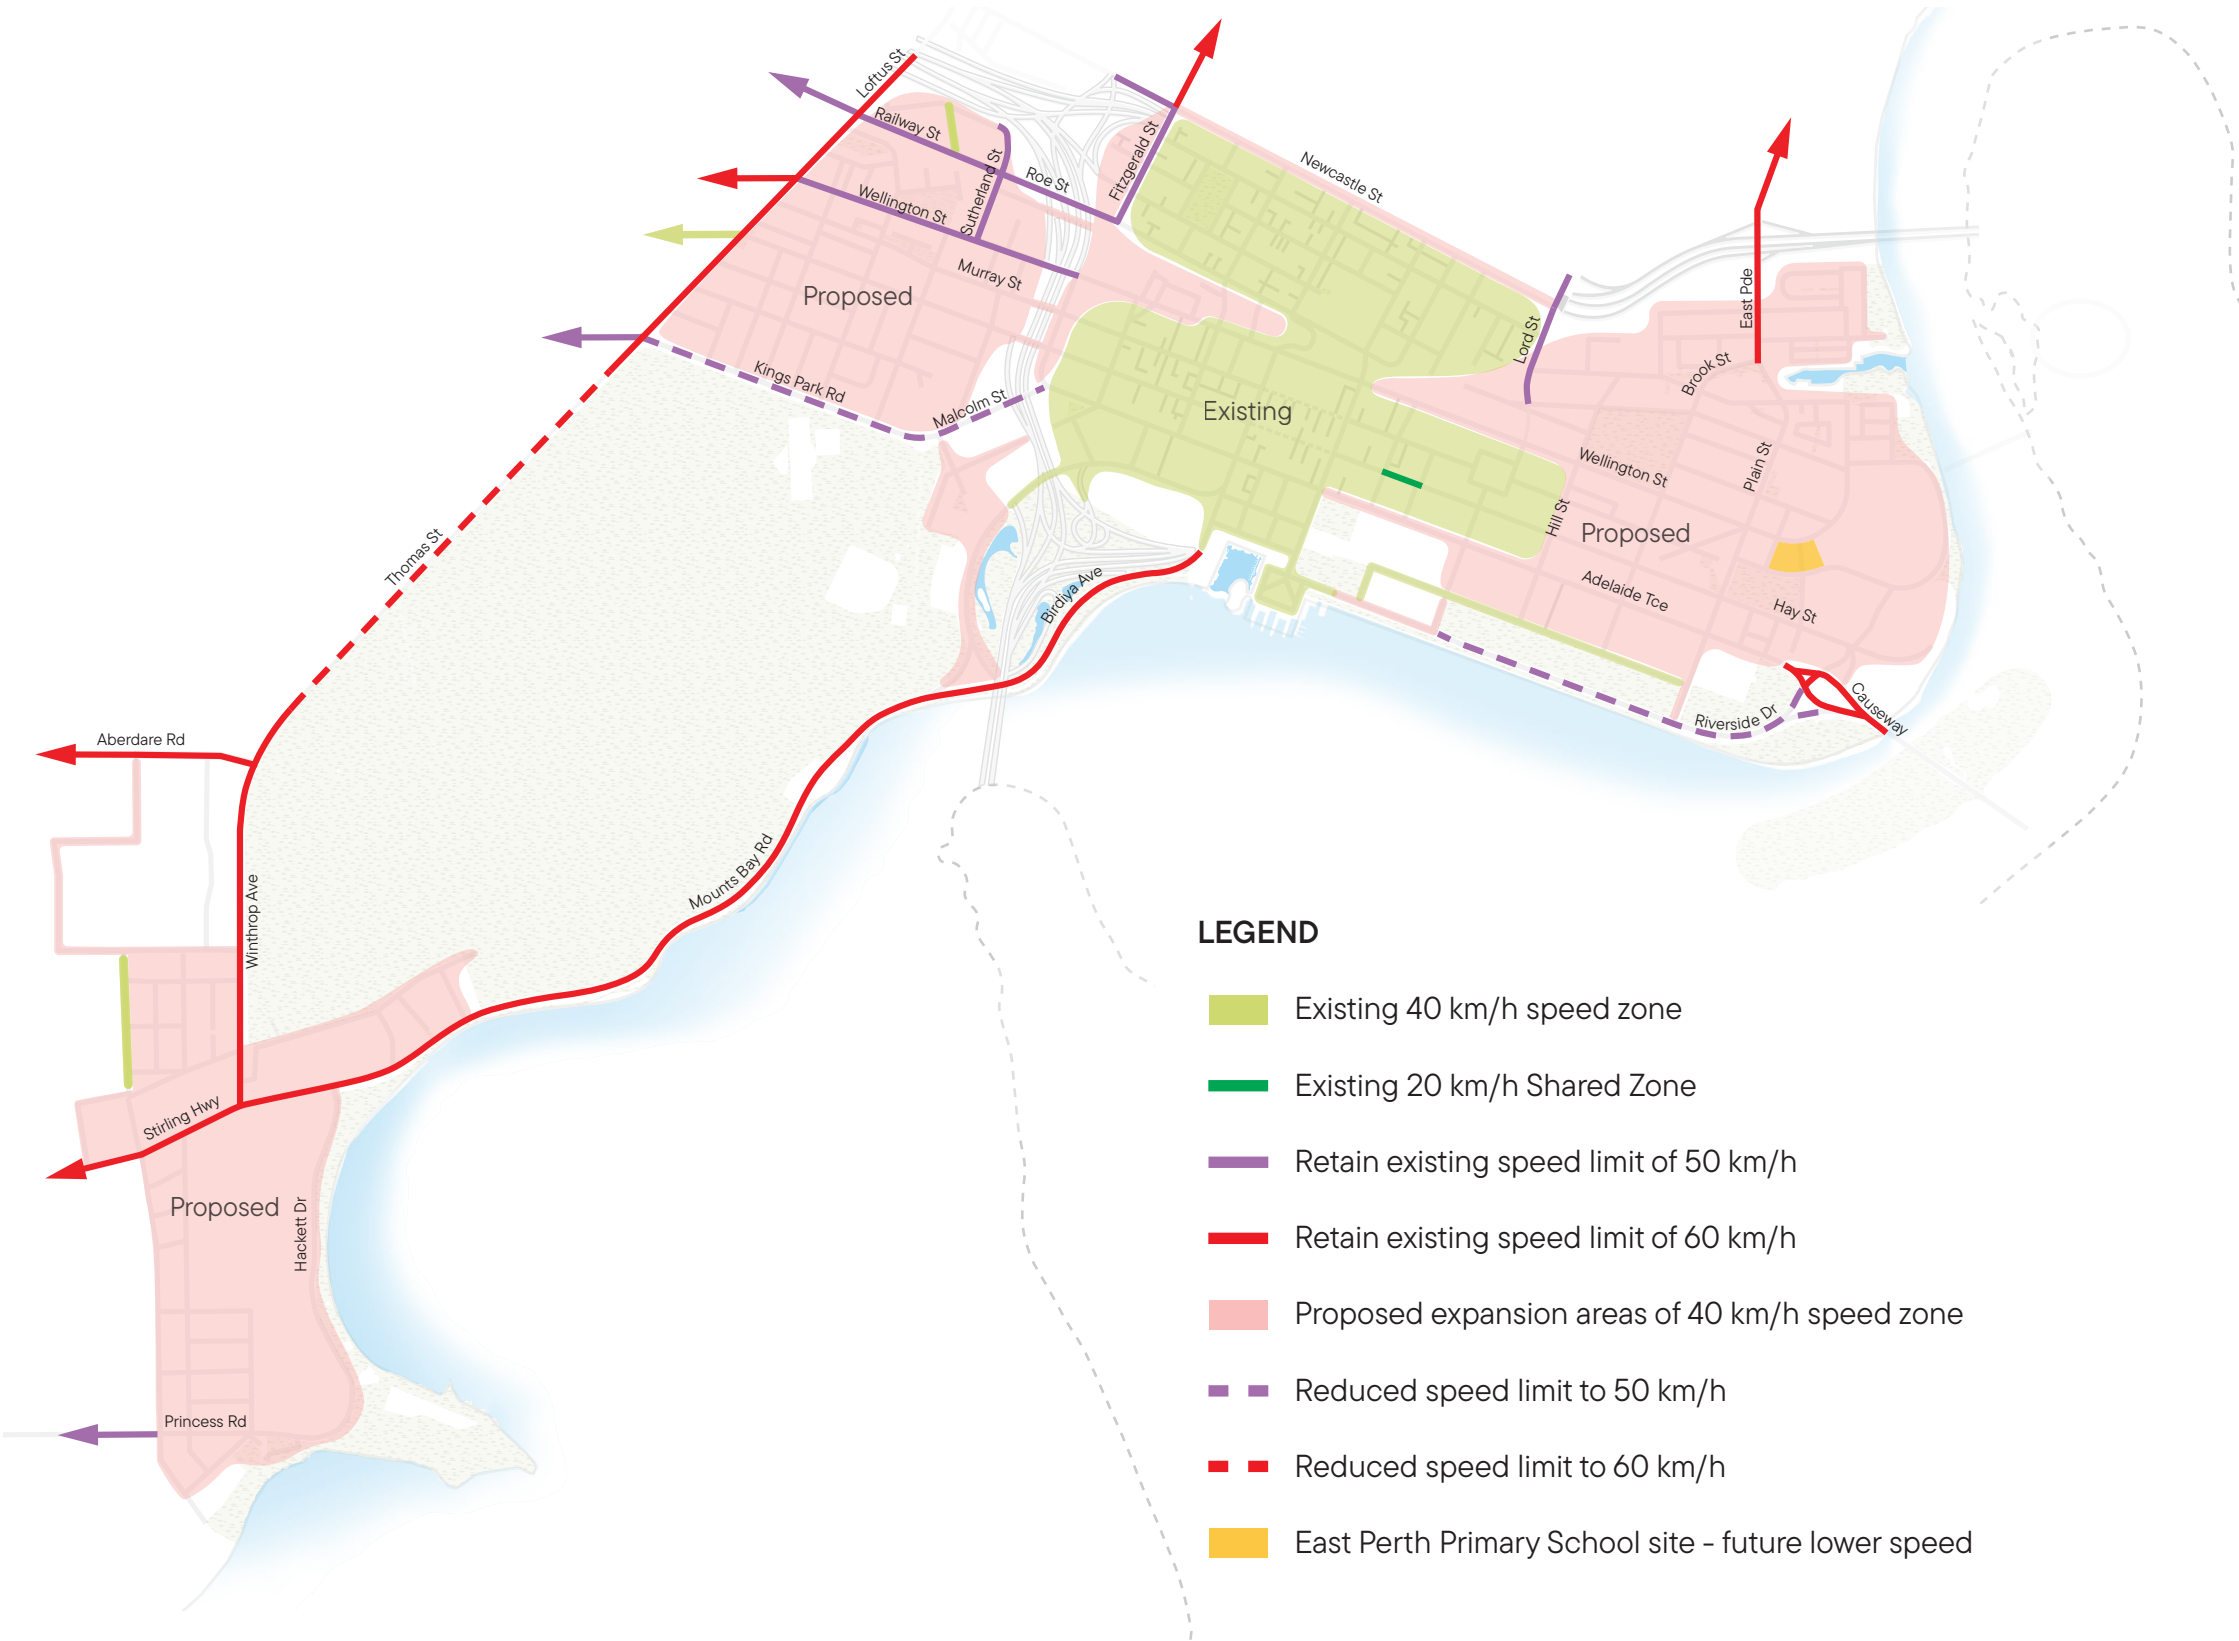 Loftus St
Railway St
Sutherland St
Roe St
Fitzgerald St
Newcastle St
Wellington St
Murray St
Proposed
Kings Park Rd
Malcolm St
Existing
Lord St
East Pde
Brook St
Wellington St
Plain St
Hill St
Proposed
Adelaide Tce
Hay St
Thomas St
Birdiya Ave
Riverside Dr
Causeway
Aberdare Rd
Mounts Bay Rd
Winthrop Ave
Stirling Hwy
Proposed
Hackett Dr
Princess Rd
LEGEND
Existing 40 km/h speed zone
Existing 20 km/h Shared Zone
Retain existing speed limit of 50 km/h
Retain existing speed limit of 60 km/h
Proposed expansion areas of 40 km/h speed zone
Reduced speed limit to 50 km/h
Reduced speed limit to 60 km/h
East Perth Primary School site - future lower speed